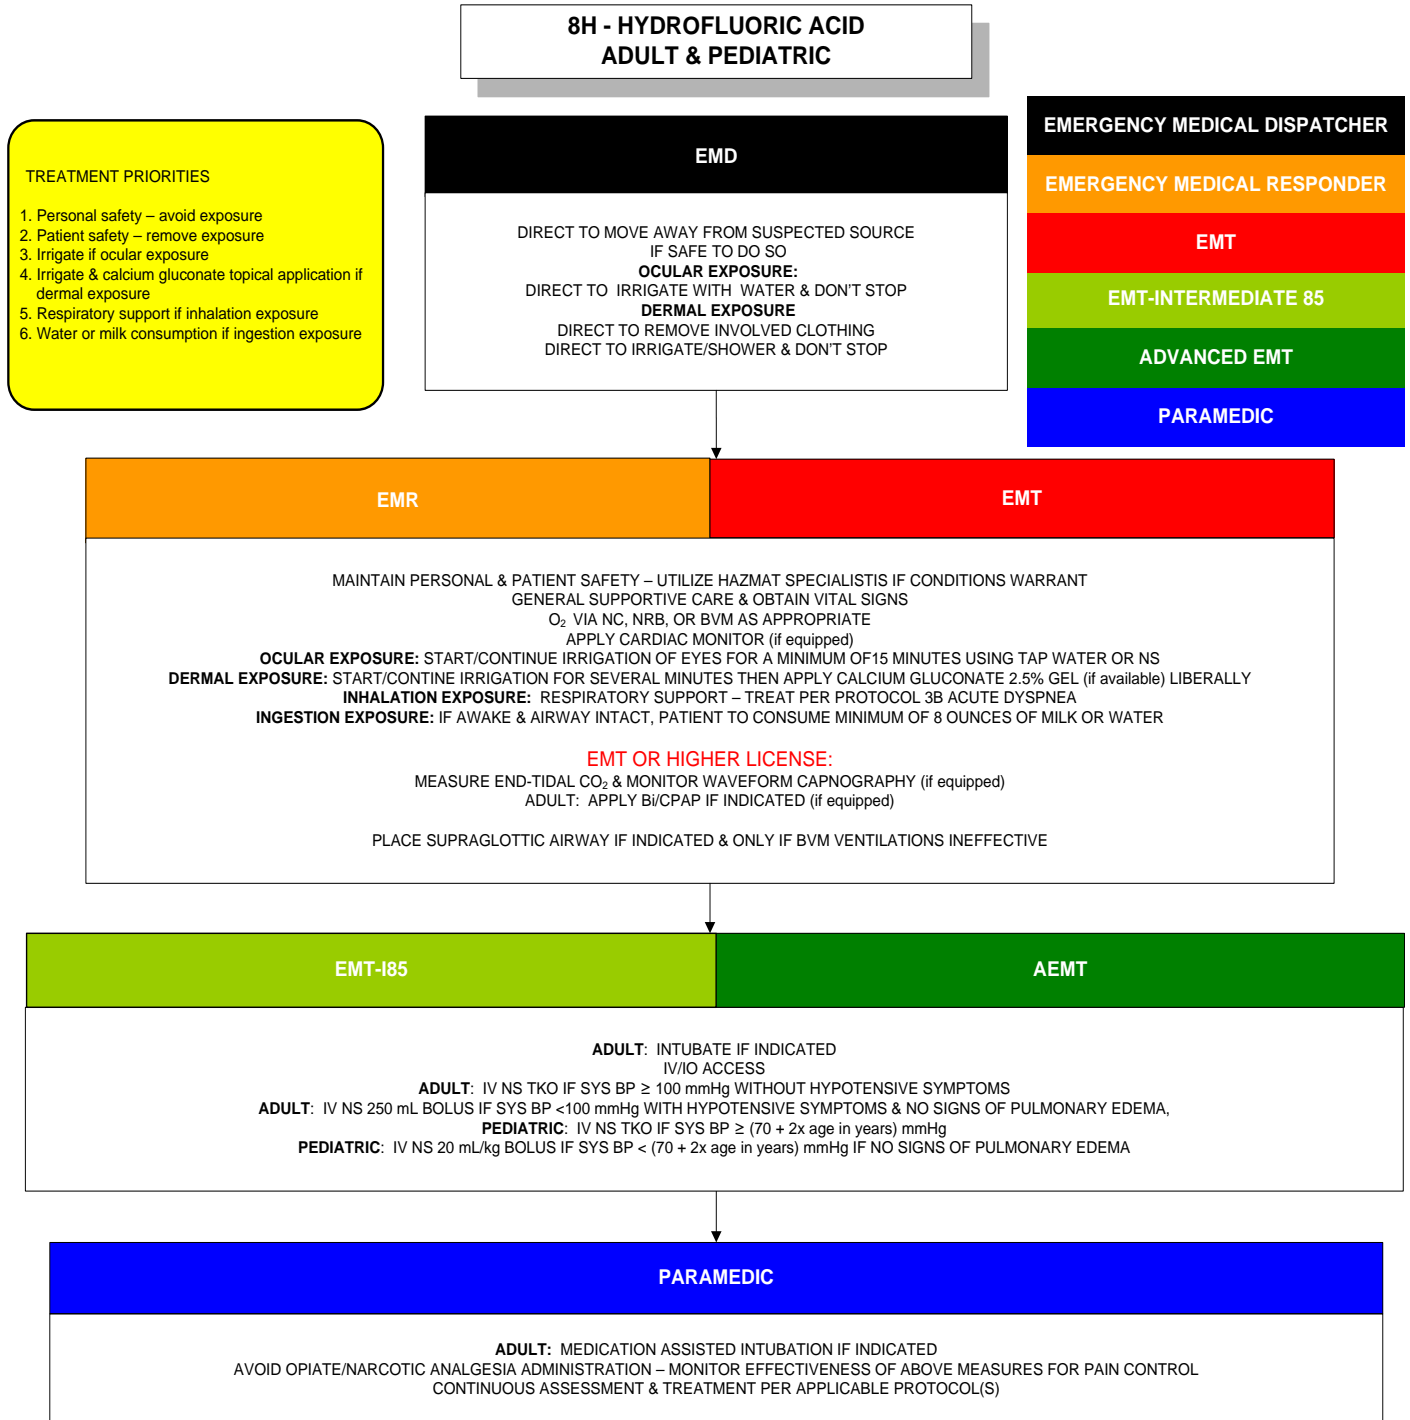 8H - HYDROFLUORIC ACID
ADULT & PEDIATRIC
TREATMENT PRIORITIES
1. Personal safety – avoid exposure
2. Patient safety – remove exposure
3. Irrigate if ocular exposure
4. Irrigate & calcium gluconate topical application if
dermal exposure
5. Respiratory support if inhalation exposure
6. Water or milk consumption if ingestion exposure
EMD
DIRECT TO MOVE AWAY FROM SUSPECTED SOURCE
IF SAFE TO DO SO
OCULAR EXPOSURE:
DIRECT TO IRRIGATE WITH WATER & DON'T STOP
DERMAL EXPOSURE
DIRECT TO REMOVE INVOLVED CLOTHING
DIRECT TO IRRIGATE/SHOWER & DON'T STOP
EMERGENCY MEDICAL DISPATCHER
EMERGENCY MEDICAL RESPONDER
EMT
EMT-INTERMEDIATE 85
ADVANCED EMT
PARAMEDIC
EMR
EMT
MAINTAIN PERSONAL & PATIENT SAFETY – UTILIZE HAZMAT SPECIALISTIS IF CONDITIONS WARRANT
GENERAL SUPPORTIVE CARE & OBTAIN VITAL SIGNS
O₂ VIA NC, NRB, OR BVM AS APPROPRIATE
APPLY CARDIAC MONITOR (if equipped)
OCULAR EXPOSURE: START/CONTINUE IRRIGATION OF EYES FOR A MINIMUM OF15 MINUTES USING TAP WATER OR NS
DERMAL EXPOSURE: START/CONTINE IRRIGATION FOR SEVERAL MINUTES THEN APPLY CALCIUM GLUCONATE 2.5% GEL (if available) LIBERALLY
INHALATION EXPOSURE: RESPIRATORY SUPPORT – TREAT PER PROTOCOL 3B ACUTE DYSPNEA
INGESTION EXPOSURE: IF AWAKE & AIRWAY INTACT, PATIENT TO CONSUME MINIMUM OF 8 OUNCES OF MILK OR WATER
EMT OR HIGHER LICENSE:
MEASURE END-TIDAL CO₂ & MONITOR WAVEFORM CAPNOGRAPHY (if equipped)
ADULT: APPLY Bi/CPAP IF INDICATED (if equipped)
PLACE SUPRAGLOTTIC AIRWAY IF INDICATED & ONLY IF BVM VENTILATIONS INEFFECTIVE
EMT-I85
AEMT
ADULT: INTUBATE IF INDICATED
IV/IO ACCESS
ADULT: IV NS TKO IF SYS BP ≥ 100 mmHg WITHOUT HYPOTENSIVE SYMPTOMS
ADULT: IV NS 250 mL BOLUS IF SYS BP <100 mmHg WITH HYPOTENSIVE SYMPTOMS & NO SIGNS OF PULMONARY EDEMA,
PEDIATRIC: IV NS TKO IF SYS BP ≥ (70 + 2x age in years) mmHg
PEDIATRIC: IV NS 20 mL/kg BOLUS IF SYS BP < (70 + 2x age in years) mmHg IF NO SIGNS OF PULMONARY EDEMA
PARAMEDIC
ADULT: MEDICATION ASSISTED INTUBATION IF INDICATED
AVOID OPIATE/NARCOTIC ANALGESIA ADMINISTRATION – MONITOR EFFECTIVENESS OF ABOVE MEASURES FOR PAIN CONTROL
CONTINUOUS ASSESSMENT & TREATMENT PER APPLICABLE PROTOCOL(S)